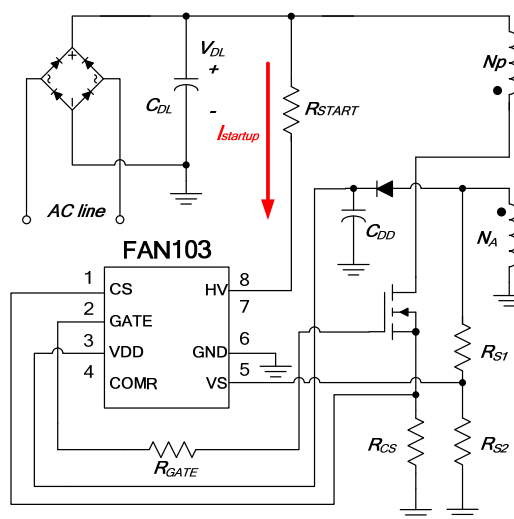 V_DL
+
-
C_DL
I_startup
R_START
Np
+
~
~
-
AC line
C_DD
N_A
FAN103
1 CS
2 GATE
3 VDD
4 COMR
HV 8
7
GND 6
VS 5
R_GATE
R_S1
R_CS
R_S2